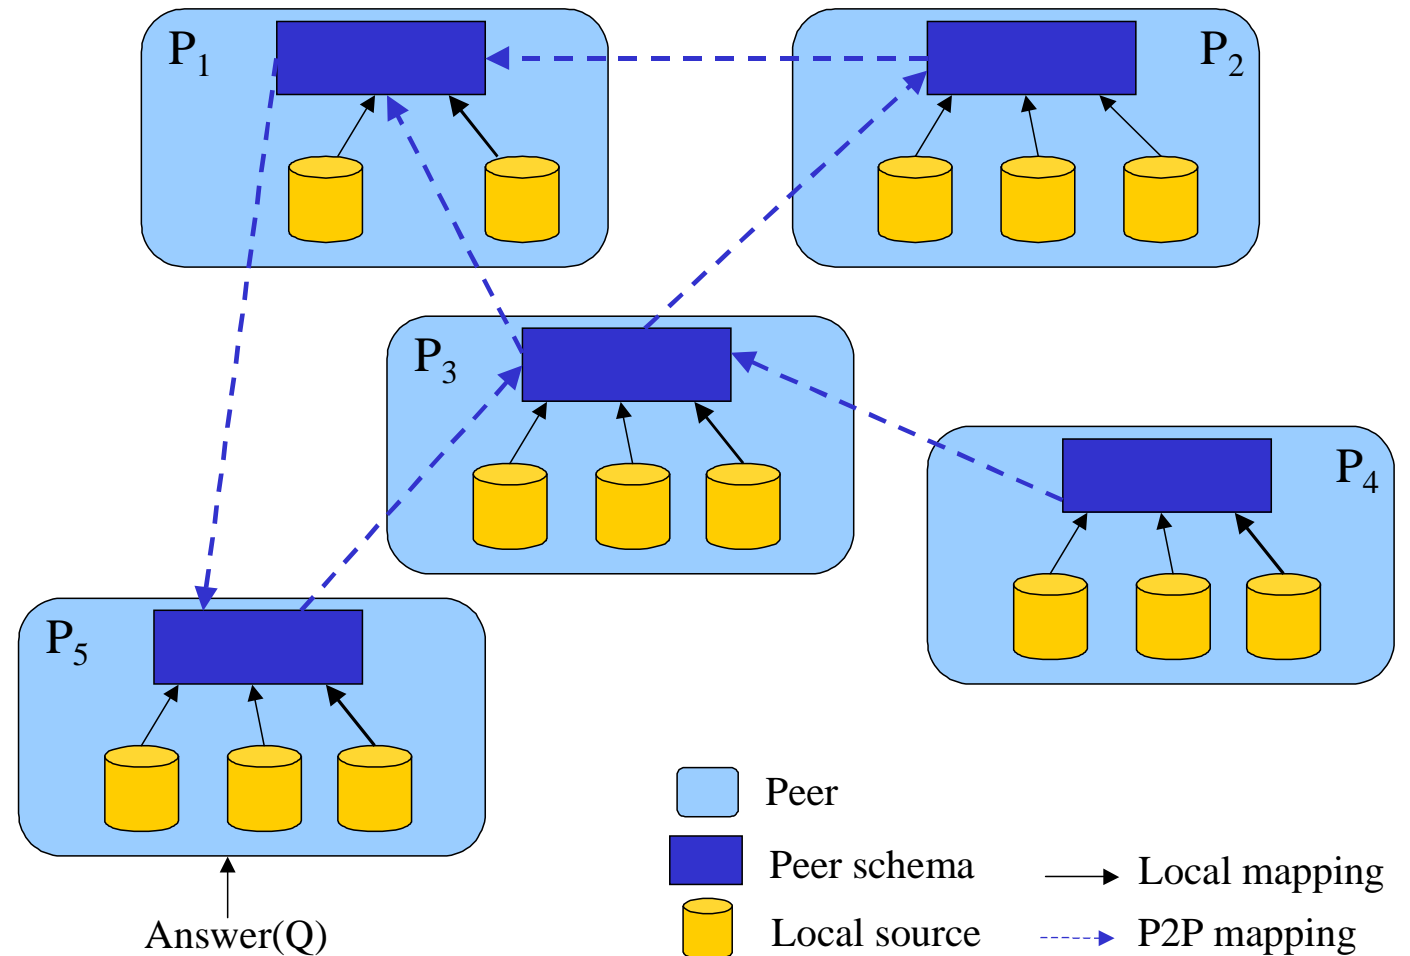 P1
P2
P3
P4
P5
Peer
Peer schema
Local mapping
Answer(Q)
Local source
P2P mapping